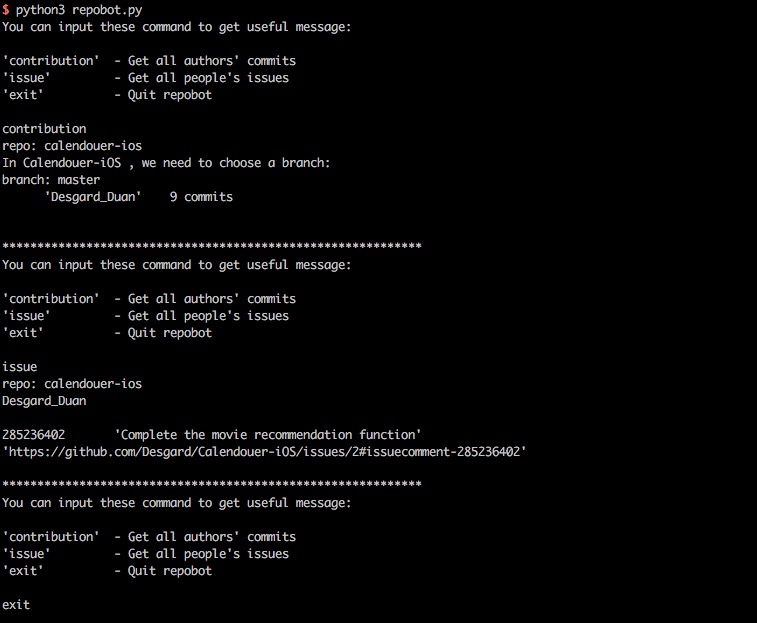 $ python3 repobot.py
You can input these command to get useful message:
'contribution'  - Get all authors' commits
'issue'         - Get all people's issues
'exit'          - Quit repobot
contribution
repo: calendouer-ios
In Calendouer-iOS , we need to choose a branch:
branch: master
      'Desgard_Duan'    9 commits
************************************************************
You can input these command to get useful message:
'contribution'  - Get all authors' commits
'issue'         - Get all people's issues
'exit'          - Quit repobot
issue
repo: calendouer-ios
Desgard_Duan
285236402       'Complete the movie recommendation function'
'https://github.com/Desgard/Calendouer-iOS/issues/2#issuecomment-285236402'
************************************************************
You can input these command to get useful message:
'contribution'  - Get all authors' commits
'issue'         - Get all people's issues
'exit'          - Quit repobot
exit